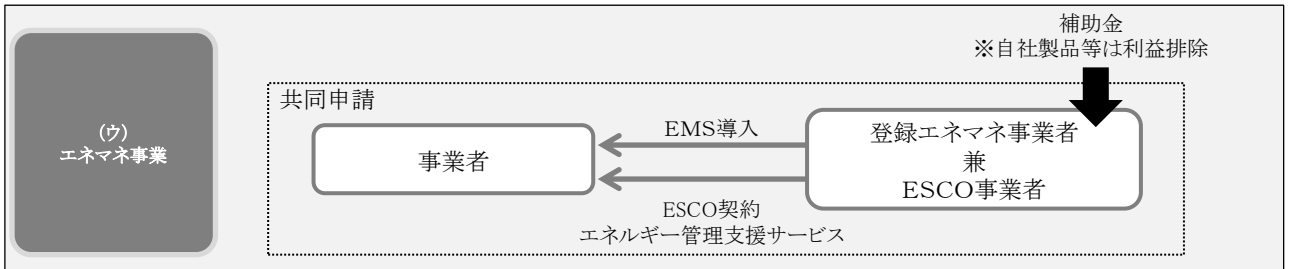 (ウ)
エネマネ事業
補助金
※自社製品等は利益排除
共同申請
事業者
EMS導入
登録エネマネ事業者
兼
ESCO事業者
ESCO契約
エネルギー管理支援サービス